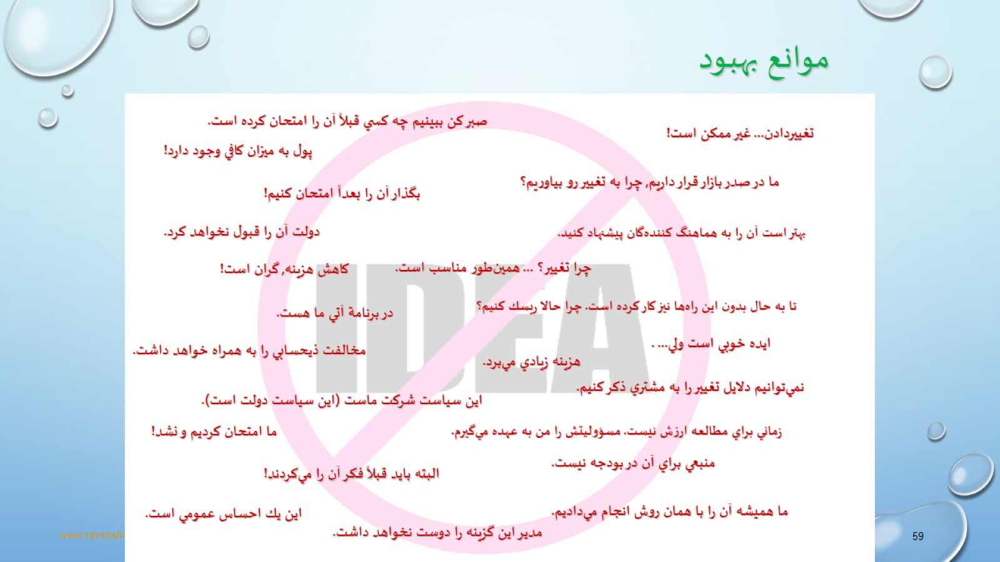 موانع بهبود
صبر كن ببينيم چه كسي قبلاً آن را امتحان كرده است.
تغييردادن... غير ممكن است!
پول به ميزان كافي وجود دارد!
ما در صدر بازار قرار داريم, چرا به تغيير رو بياوريم؟
بگذار آن را بعداً امتحان كنيم!
بهتر است آن را به هماهنگ كننده‌گان پيشنهاد كنيد.
دولت آن را قبول نخواهد كرد.
چرا تغيير؟ ... همين‌طور مناسب است.
كاهش هزينه, گران است!
IDEA
تا به حال بدون اين راه‌ها نيز كار كرده است. چرا حالا ريسك كنيم؟
در برنامة آتي ما هست.
ايده خوبي است ولي... .
مخالفت ذيحسابي را به همراه خواهد داشت.
هزينه زيادي مي‌برد.
نمي‌توانيم دلايل تغيير را به مشتري ذكر كنيم.
اين سياست شركت ماست (اين سياست دولت است).
زماني براي مطالعه ارزش نيست. مسؤوليتش را من به عهده مي‌گيرم.
ما امتحان كرديم و نشد!
منبعي براي آن در بودجه نيست.
البته بايد قبلاً فكر آن را مي‌كردند!
ما هميشه آن را با همان روش انجام مي‌داديم.
اين يك احساس عمومي است.
مدير اين گزينه را دوست نخواهد داشت.
www.ravansha
59